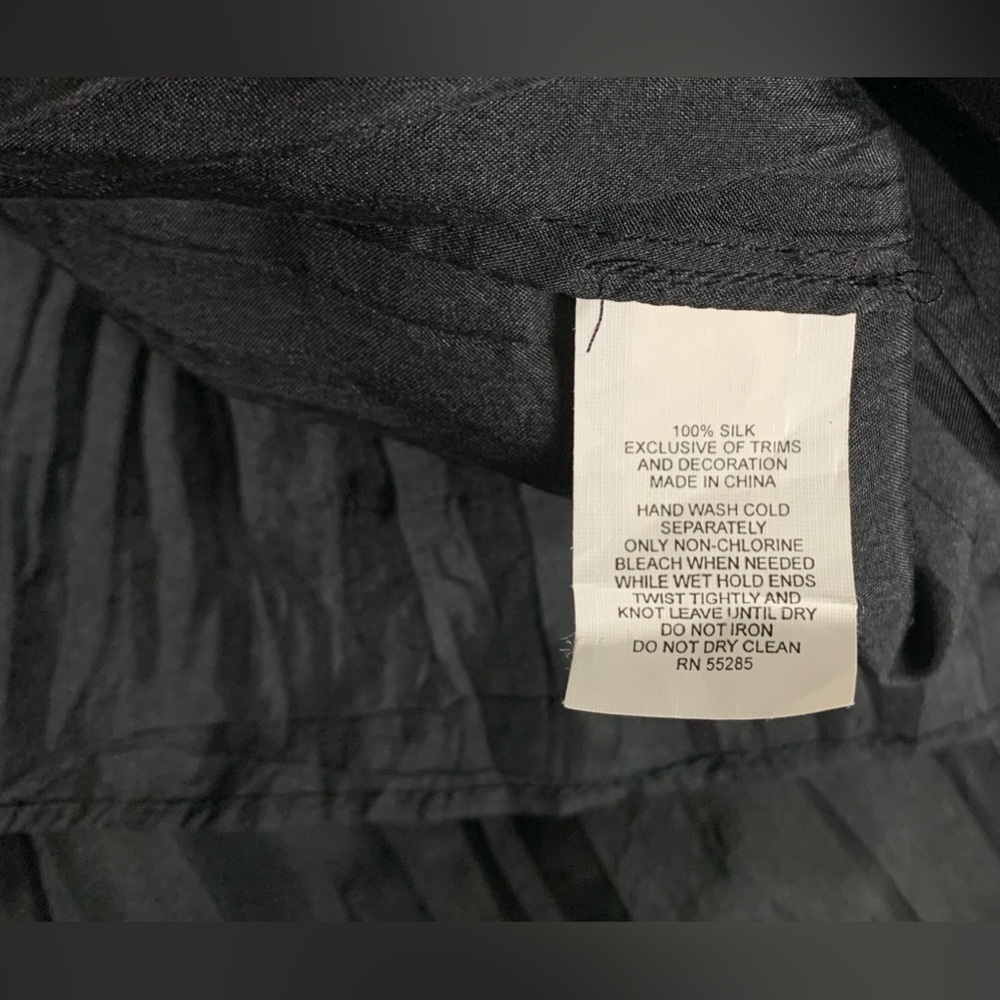 100% SILK
EXCLUSIVE OF TRIMS
AND DECORATION
MADE IN CHINA
HAND WASH COLD
SEPARATELY
ONLY NON-CHLORINE
BLEACH WHEN NEEDED
WHILE WET HOLD ENDS
TWIST TIGHTLY AND
KNOT LEAVE UNTIL DRY
DO NOT IRON
DO NOT DRY CLEAN
RN 55285